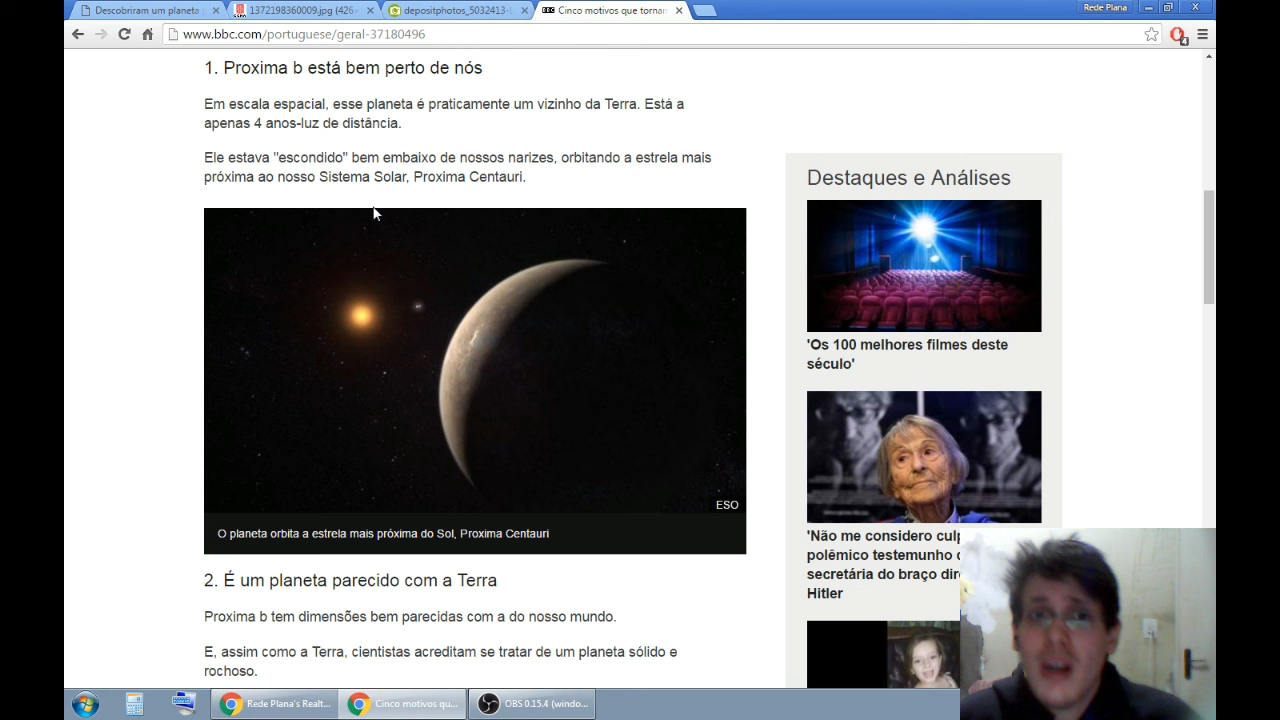 Descobriram um planeta p
1372198360009.jpg (426×
depositphotos_5032413-
Cinco motivos que tornam
Rede Plana
www.bbc.com/portuguese/geral-37180496
4
1. Proxima b está bem perto de nós
Em escala espacial, esse planeta é praticamente um vizinho da Terra. Está a
apenas 4 anos-luz de distância.
Ele estava "escondido" bem embaixo de nossos narizes, orbitando a estrela mais
próxima ao nosso Sistema Solar, Proxima Centauri.
ESO
O planeta orbita a estrela mais próxima do Sol, Proxima Centauri
2. É um planeta parecido com a Terra
Proxima b tem dimensões bem parecidas com a do nosso mundo.
E, assim como a Terra, cientistas acreditam se tratar de um planeta sólido e
rochoso.
Destaques e Análises
'Os 100 melhores filmes deste
século'
'Não me considero culp
polêmico testemunho d
secretária do braço dire
Hitler
Rede Plana's Realt...
Cinco motivos qu...
OBS 0.15.4 (windo...